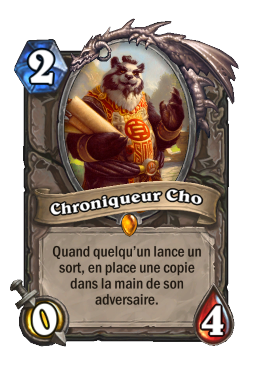 2
Chroniqueur Cho
Quand quelqu'un lance un
sort, en place une copie
dans la main de son
adversaire.
0
4